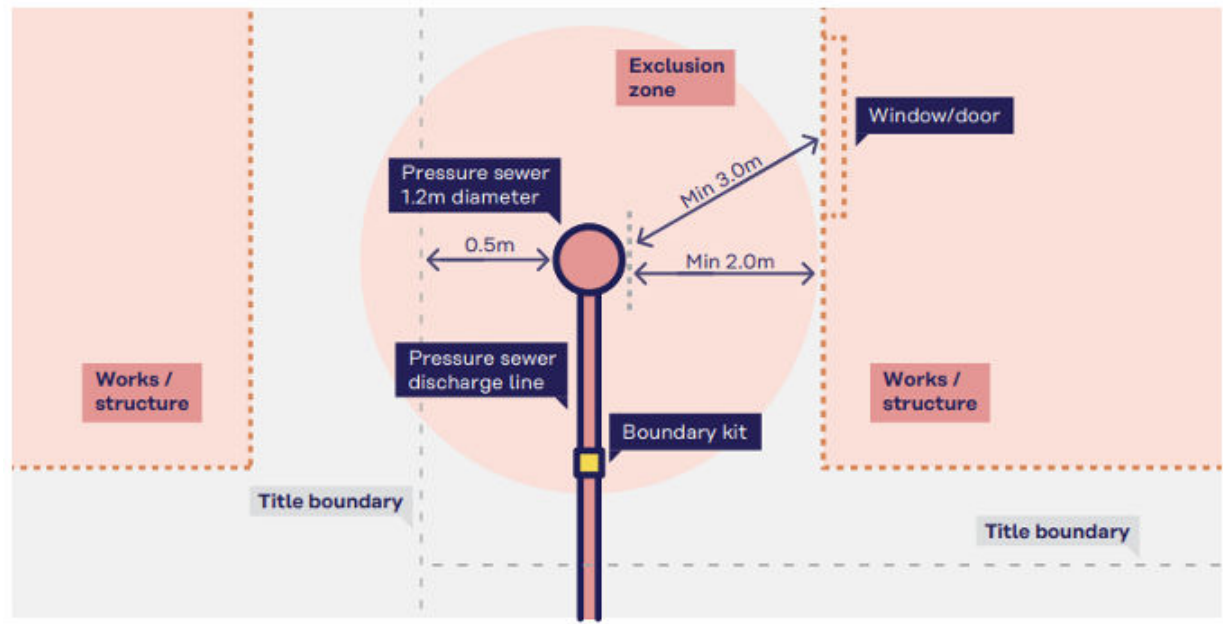 Exclusion
zone
Window/door
Min 3.0m
Pressure sewer
1.2m diameter
0.5m
Min 2.0m
Pressure sewer
discharge line
Works /
structure
Works /
structure
Boundary kit
Title boundary
Title boundary